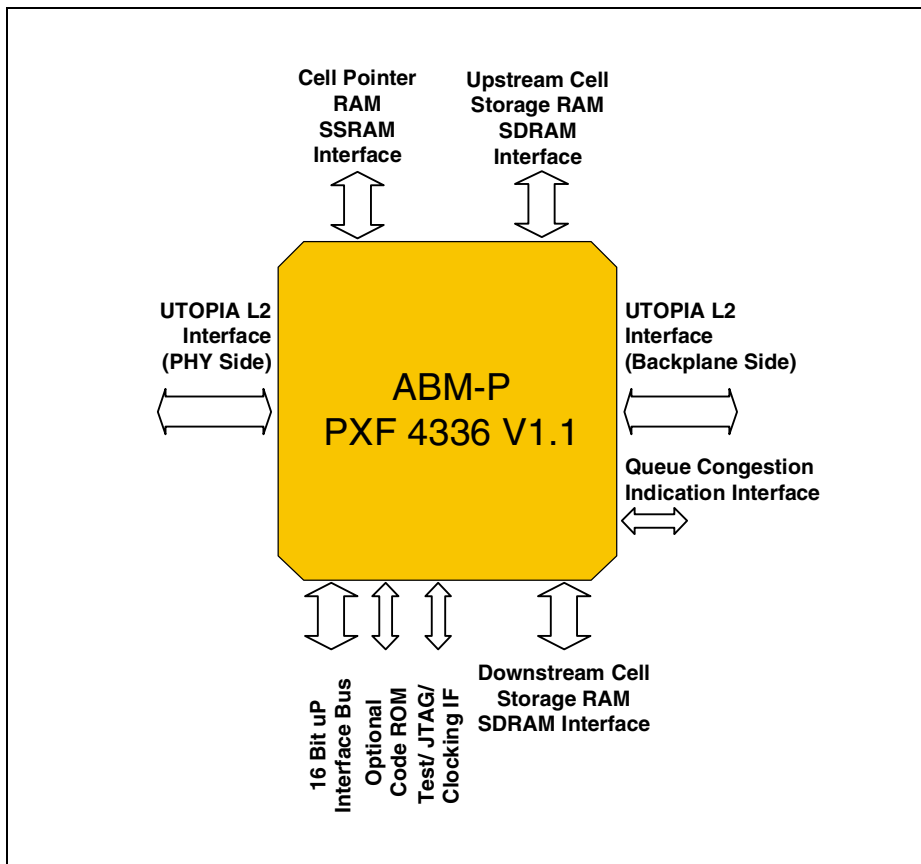 Cell Pointer
RAM
SSRAM
Interface
Upstream Cell
Storage RAM
SDRAM
Interface
UTOPIA L2
Interface
(PHY Side)
ABM-P
PXF 4336 V1.1
UTOPIA L2
Interface
(Backplane Side)
Queue Congestion
Indication Interface
16 Bit uP
Interface Bus
Optional
Code ROM
Test/ JTAG/
Clocking IF
Downstream Cell
Storage RAM
SDRAM Interface